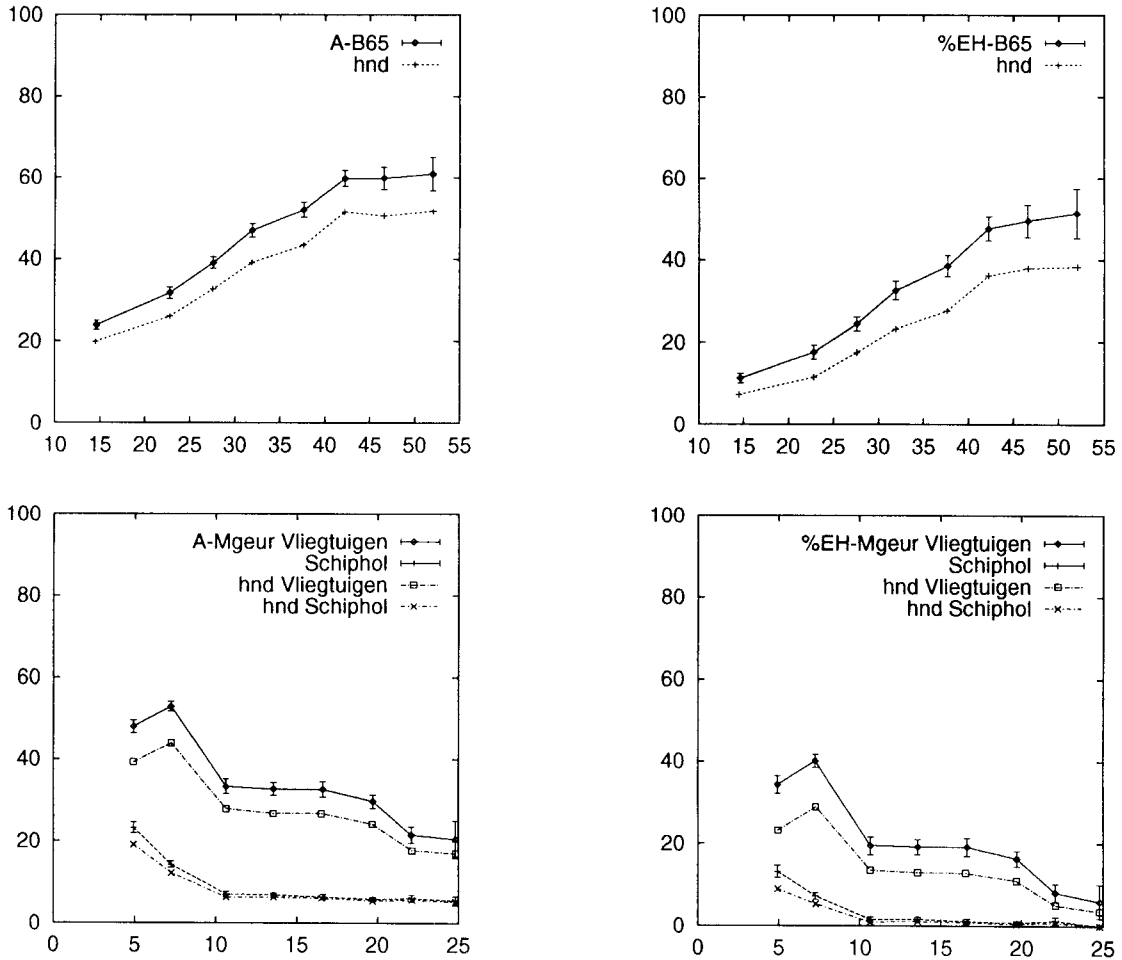 100
80
60
40
20
0
A-B65
hnd
10 15 20 25 30 35 40 45 50 55
100
80
60
40
20
0
%EH-B65
hnd
10 15 20 25 30 35 40 45 50 55
100
80
60
40
20
0
A-Mgeur Vliegtuigen
Schiphol
hnd Vliegtuigen
hnd Schiphol
0 5 10 15 20 25
100
80
60
40
20
0
%EH-Mgeur Vliegtuigen
Schiphol
hnd Vliegtuigen
hnd Schiphol
0 5 10 15 20 25